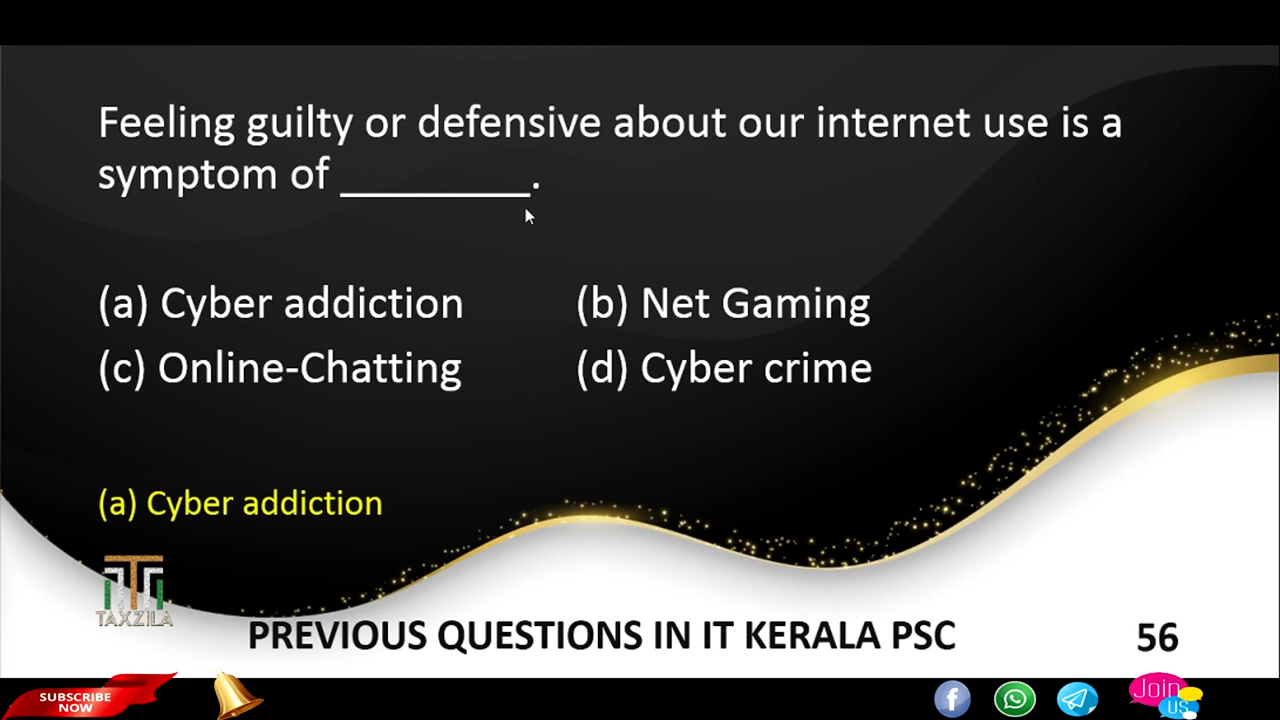 Feeling guilty or defensive about our internet use is a
symptom of _________.
(a) Cyber addiction (b) Net Gaming
(c) Online-Chatting (d) Cyber crime
(a) Cyber addiction
TAXZILA
PREVIOUS QUESTIONS IN IT KERALA PSC 56
SUBSCRIBE
NOW
Join
US